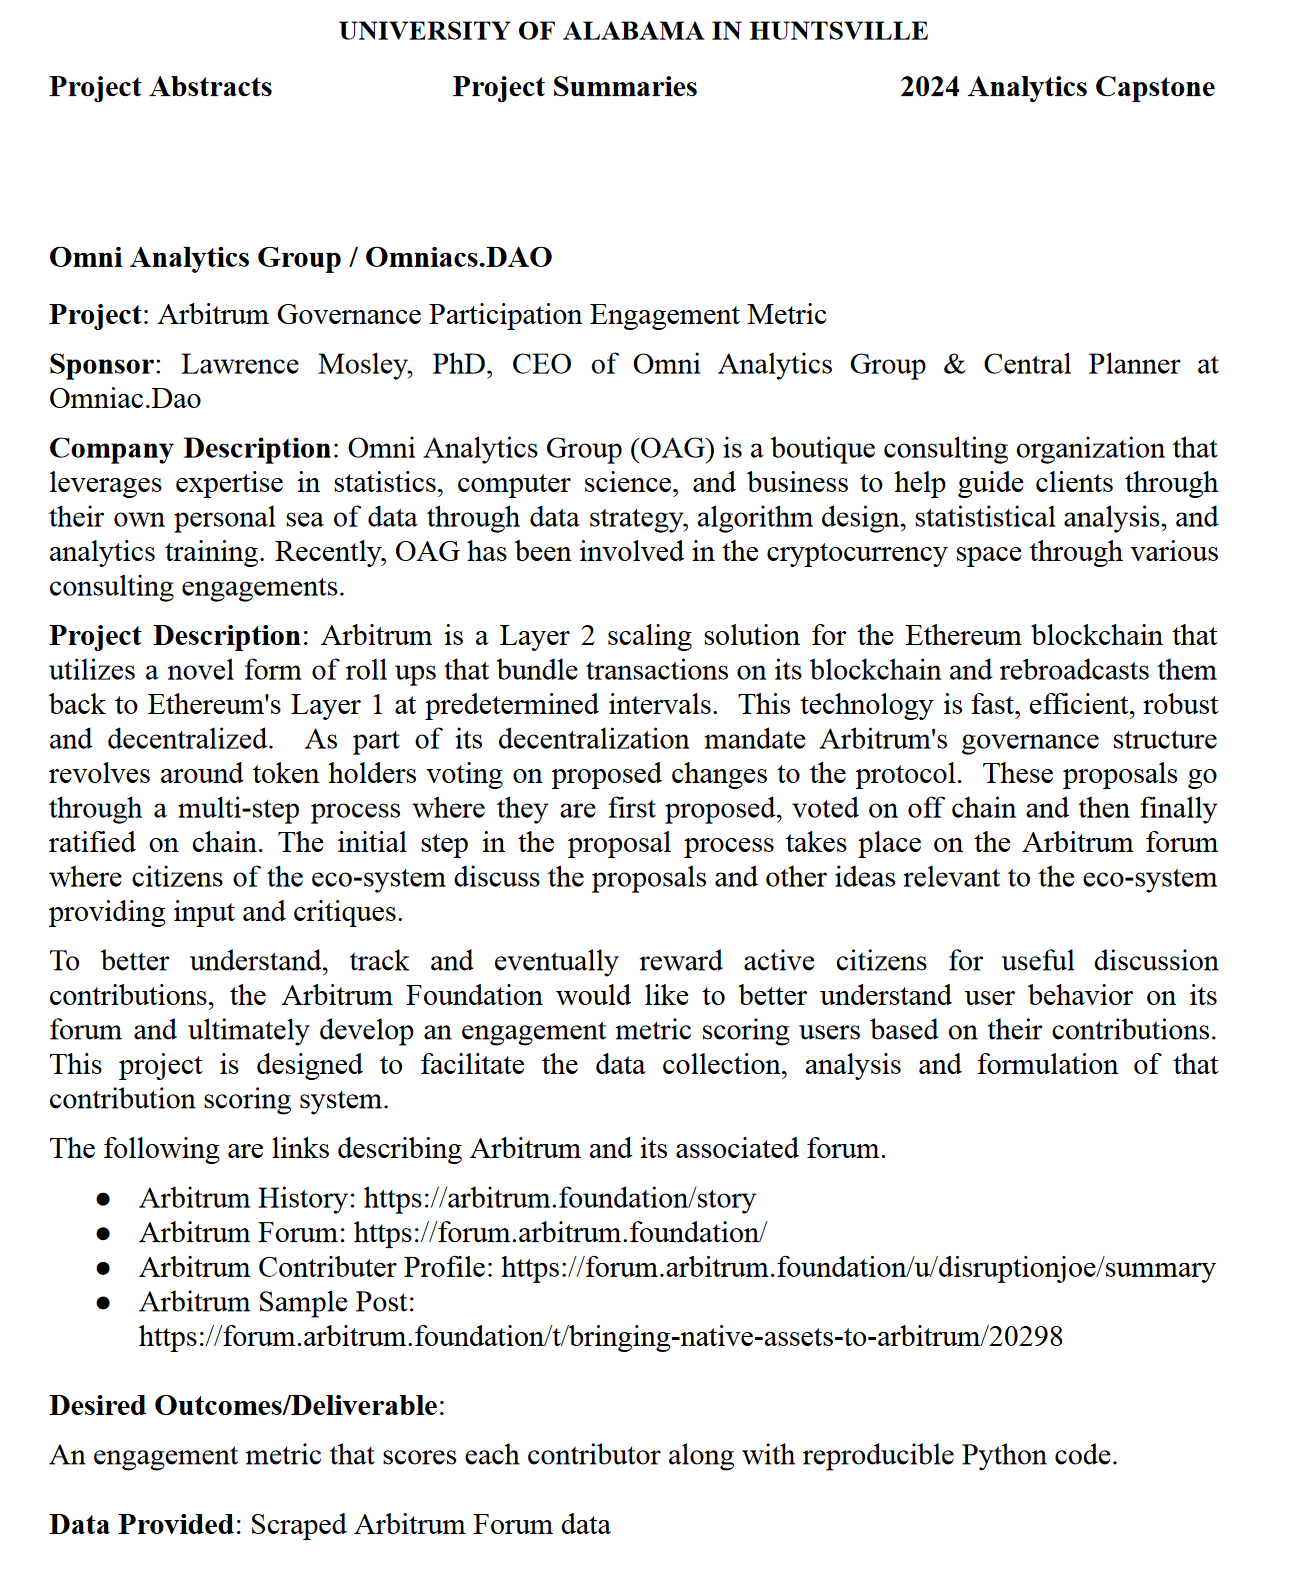 UNIVERSITY OF ALABAMA IN HUNTSVILLE
Project Abstracts Project Summaries 2024 Analytics Capstone
Omni Analytics Group / Omniacs.DAO
Project: Arbitrum Governance Participation Engagement Metric
Sponsor: Lawrence Mosley, PhD, CEO of Omni Analytics Group & Central Planner at
Omniac.Dao
Company Description: Omni Analytics Group (OAG) is a boutique consulting organization that
leverages expertise in statistics, computer science, and business to help guide clients through
their own personal sea of data through data strategy, algorithm design, statististical analysis, and
analytics training. Recently, OAG has been involved in the cryptocurrency space through various
consulting engagements.
Project Description: Arbitrum is a Layer 2 scaling solution for the Ethereum blockchain that
utilizes a novel form of roll ups that bundle transactions on its blockchain and rebroadcasts them
back to Ethereum's Layer 1 at predetermined intervals. This technology is fast, efficient, robust
and decentralized. As part of its decentralization mandate Arbitrum's governance structure
revolves around token holders voting on proposed changes to the protocol. These proposals go
through a multi-step process where they are first proposed, voted on off chain and then finally
ratified on chain. The initial step in the proposal process takes place on the Arbitrum forum
where citizens of the eco-system discuss the proposals and other ideas relevant to the eco-system
providing input and critiques.
To better understand, track and eventually reward active citizens for useful discussion
contributions, the Arbitrum Foundation would like to better understand user behavior on its
forum and ultimately develop an engagement metric scoring users based on their contributions.
This project is designed to facilitate the data collection, analysis and formulation of that
contribution scoring system.
The following are links describing Arbitrum and its associated forum.
● Arbitrum History: https://arbitrum.foundation/story
● Arbitrum Forum: https://forum.arbitrum.foundation/
● Arbitrum Contributer Profile: https://forum.arbitrum.foundation/u/disruptionjoe/summary
● Arbitrum Sample Post:
https://forum.arbitrum.foundation/t/bringing-native-assets-to-arbitrum/20298
Desired Outcomes/Deliverable:
An engagement metric that scores each contributor along with reproducible Python code.
Data Provided: Scraped Arbitrum Forum data